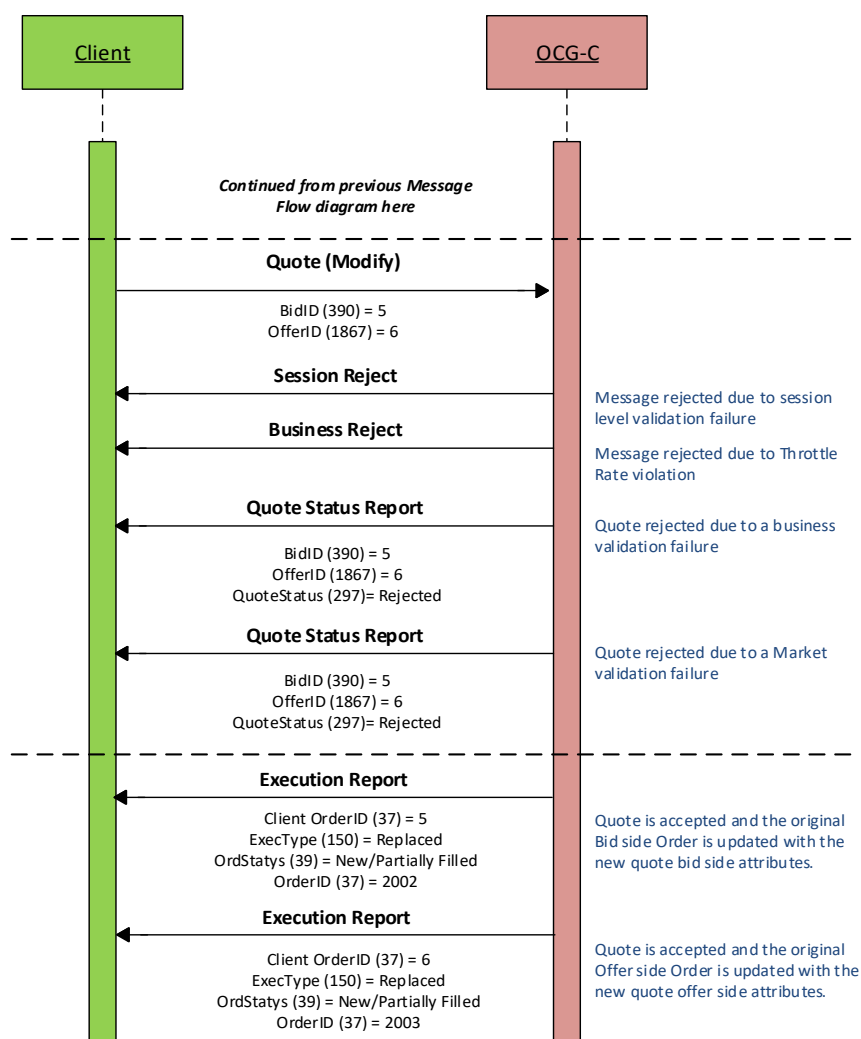 Client
OCG-C
Continued from previous Message
Flow diagram here
Quote (Modify)
BidID (390) = 5
OfferID (1867) = 6
Session Reject
Message rejected due to session
level validation failure
Business Reject
Message rejected due to Throttle
Rate violation
Quote Status Report
Quote rejected due to a business
validation failure
BidID (390) = 5
OfferID (1867) = 6
QuoteStatus (297)= Rejected
Quote Status Report
Quote rejected due to a Market
validation failure
BidID (390) = 5
OfferID (1867) = 6
QuoteStatus (297)= Rejected
Execution Report
Client OrderID (37) = 5
ExecType (150) = Replaced
OrdStatys (39) = New/Partially Filled
OrderID (37) = 2002
Quote is accepted and the original
Bid side Order is updated with the
new quote bid side attributes.
Execution Report
Client OrderID (37) = 6
ExecType (150) = Replaced
OrdStatys (39) = New/Partially Filled
OrderID (37) = 2003
Quote is accepted and the original
Offer side Order is updated with the
new quote offer side attributes.